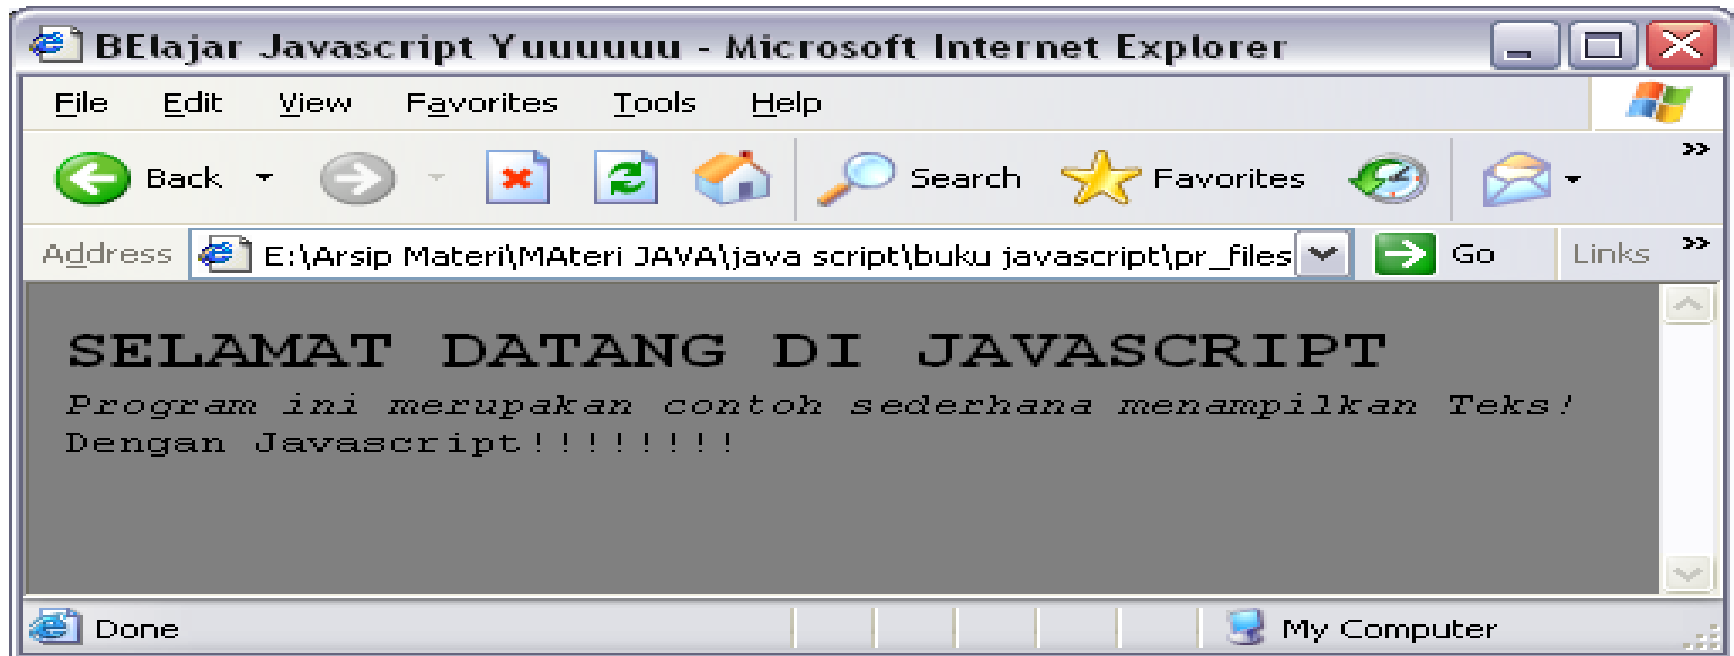 BElajar Javascript Yuuuuuu - Microsoft Internet Explorer
File Edit View Favorites Tools Help
Back Search Favorites
Address E:\Arsip Materi\MAteri JAVA\java script\buku javascript\pr_files Go Links
SELAMAT DATANG DI JAVASCRIPT
Program ini merupakan contoh sederhana menampilkan Teks!
Dengan Javascript!!!!!!!!
Done My Computer